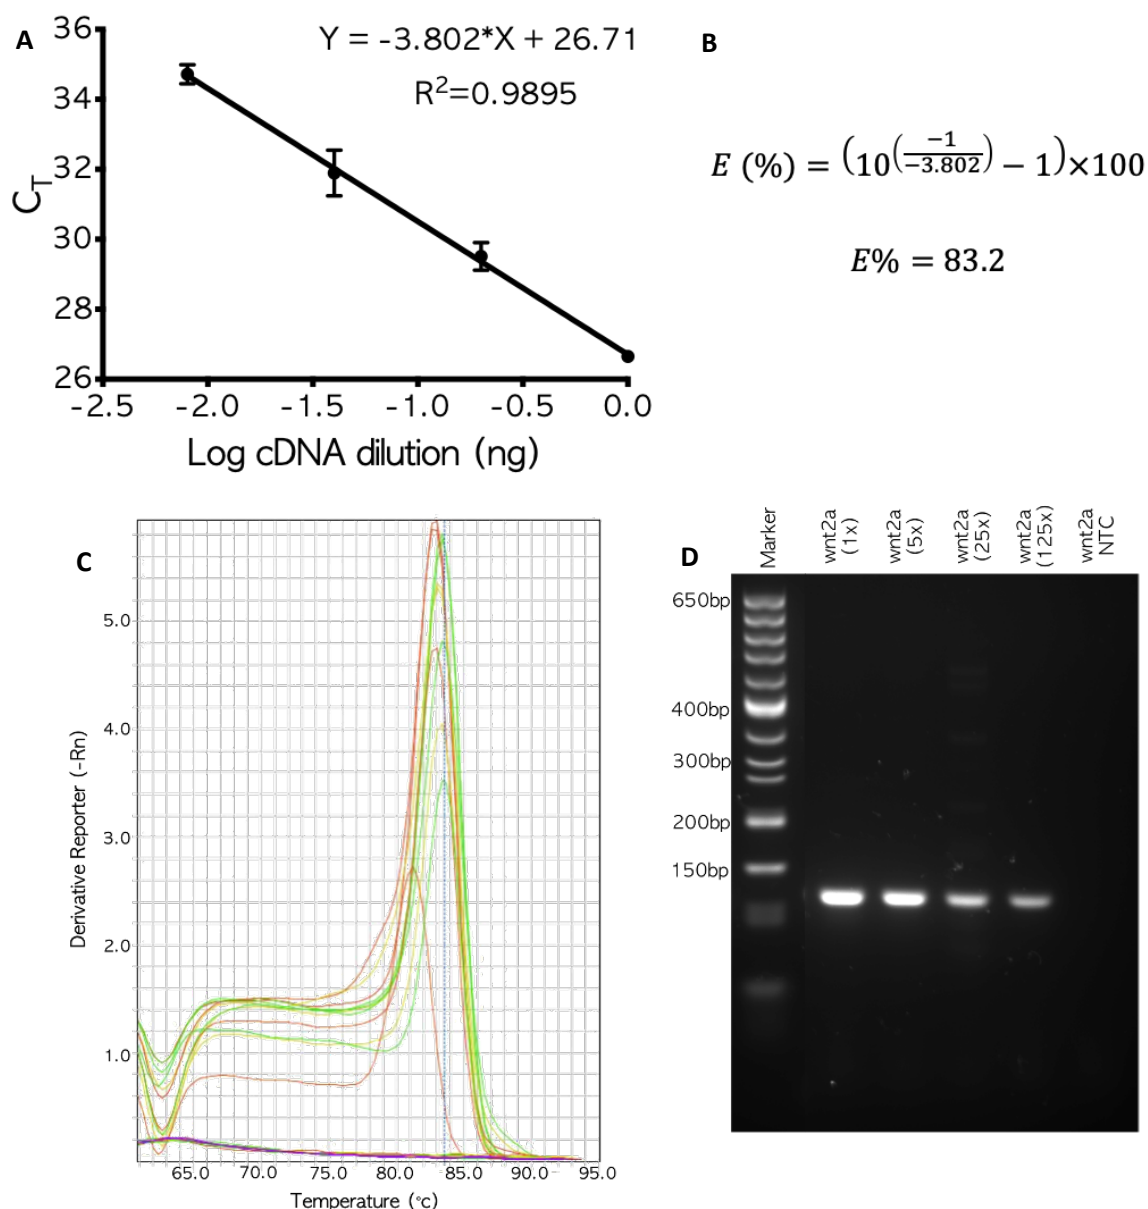 A
36
34
32
30
28
26
C_T
Y = -3.802*X + 26.71
R²=0.9895
-2.5 -2.0 -1.5 -1.0 -0.5 0.0
Log cDNA dilution (ng)
B
E (%) = (10^(-1/-3.802) − 1)×100
E% = 83.2
C
5.0
4.0
3.0
2.0
1.0
Derivative Reporter (-Rn)
65.0 70.0 75.0 80.0 85.0 90.0 95.0
Temperature (°c)
D
Marker
wnt2a
(1x)
wnt2a
(5x)
wnt2a
(25x)
wnt2a
(125x)
wnt2a
NTC
650bp
400bp
300bp
200bp
150bp